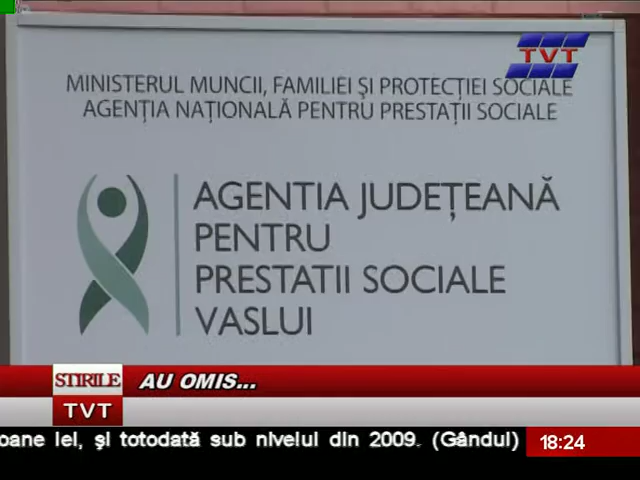 TVT
MINISTERUL MUNCII, FAMILIEI ŞI PROTECŢIEI SOCIALE
AGENŢIA NAŢIONALĂ PENTRU PRESTAŢII SOCIALE
AGENTIA JUDEŢEANĂ
PENTRU
PRESTATII SOCIALE
VASLUI
STIRILE
TVT
AU OMIS...
lei, şi totodată sub nivelul din 2009. (Gândul)
18:24